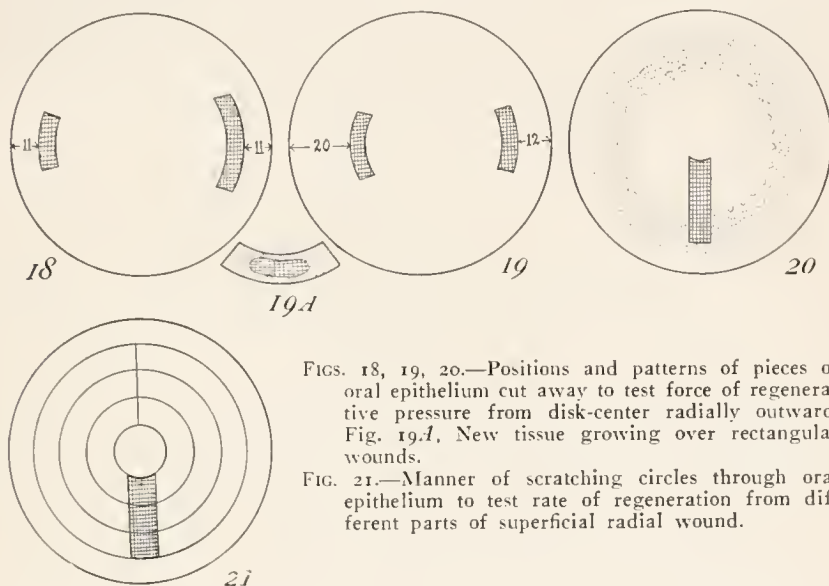 11
11
20
12
18
19A
19
20
FIGS. 18, 19, 20.—Positions and patterns of pieces o
oral epithelium cut away to test force of regenera-
tive pressure from disk-center radially outward
Fig. 19A, New tissue growing over rectangula
wounds.
FIG. 21.—Manner of scratching circles through ora
epithelium to test rate of regeneration from dif
ferent parts of superficial radial wound.
21